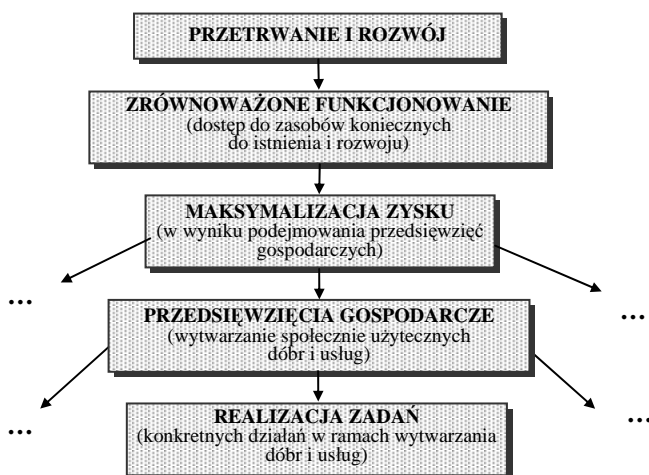 PRZETRWANIE I ROZWÓJ
ZRÓWNOWAŻONE FUNKCJONOWANIE
(dostęp do zasobów koniecznych
do istnienia i rozwoju)
MAKSYMALIZACJA ZYSKU
(w wyniku podejmowania przedsięwzięć
gospodarczych)
...
...
PRZEDSIĘWZIĘCIA GOSPODARCZE
(wytwarzanie społecznie użytecznych
dóbr i usług)
...
...
REALIZACJA ZADAŃ
(konkretnych działań w ramach wytwarzania
dóbr i usług)